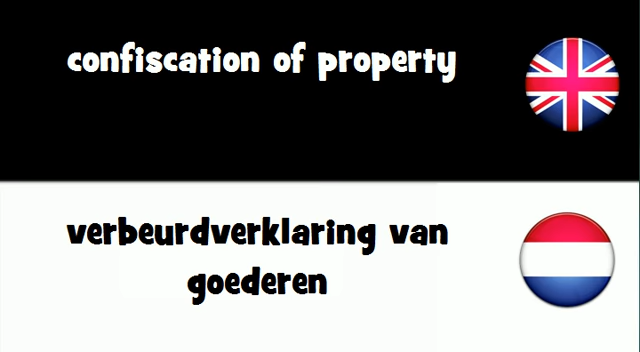 confiscation of property
verbeurdverklaring van
goederen